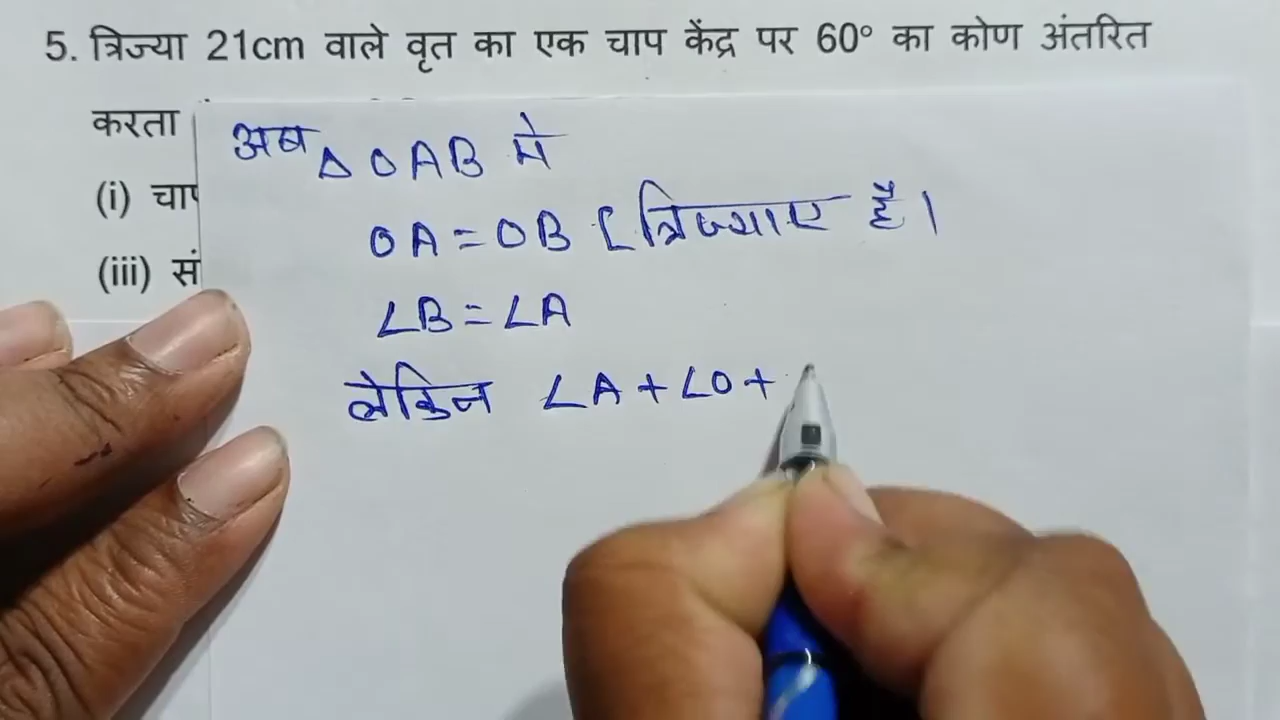 5. त्रिज्या 21cm वाले वृत का एक चाप केंद्र पर 60° का कोण अंतरित
करता
(i) चाप
(iii) सं
अब △ OAB मे
OA = OB [त्रिज्याए है।
∠B = ∠A
लेकिन ∠A + ∠O +